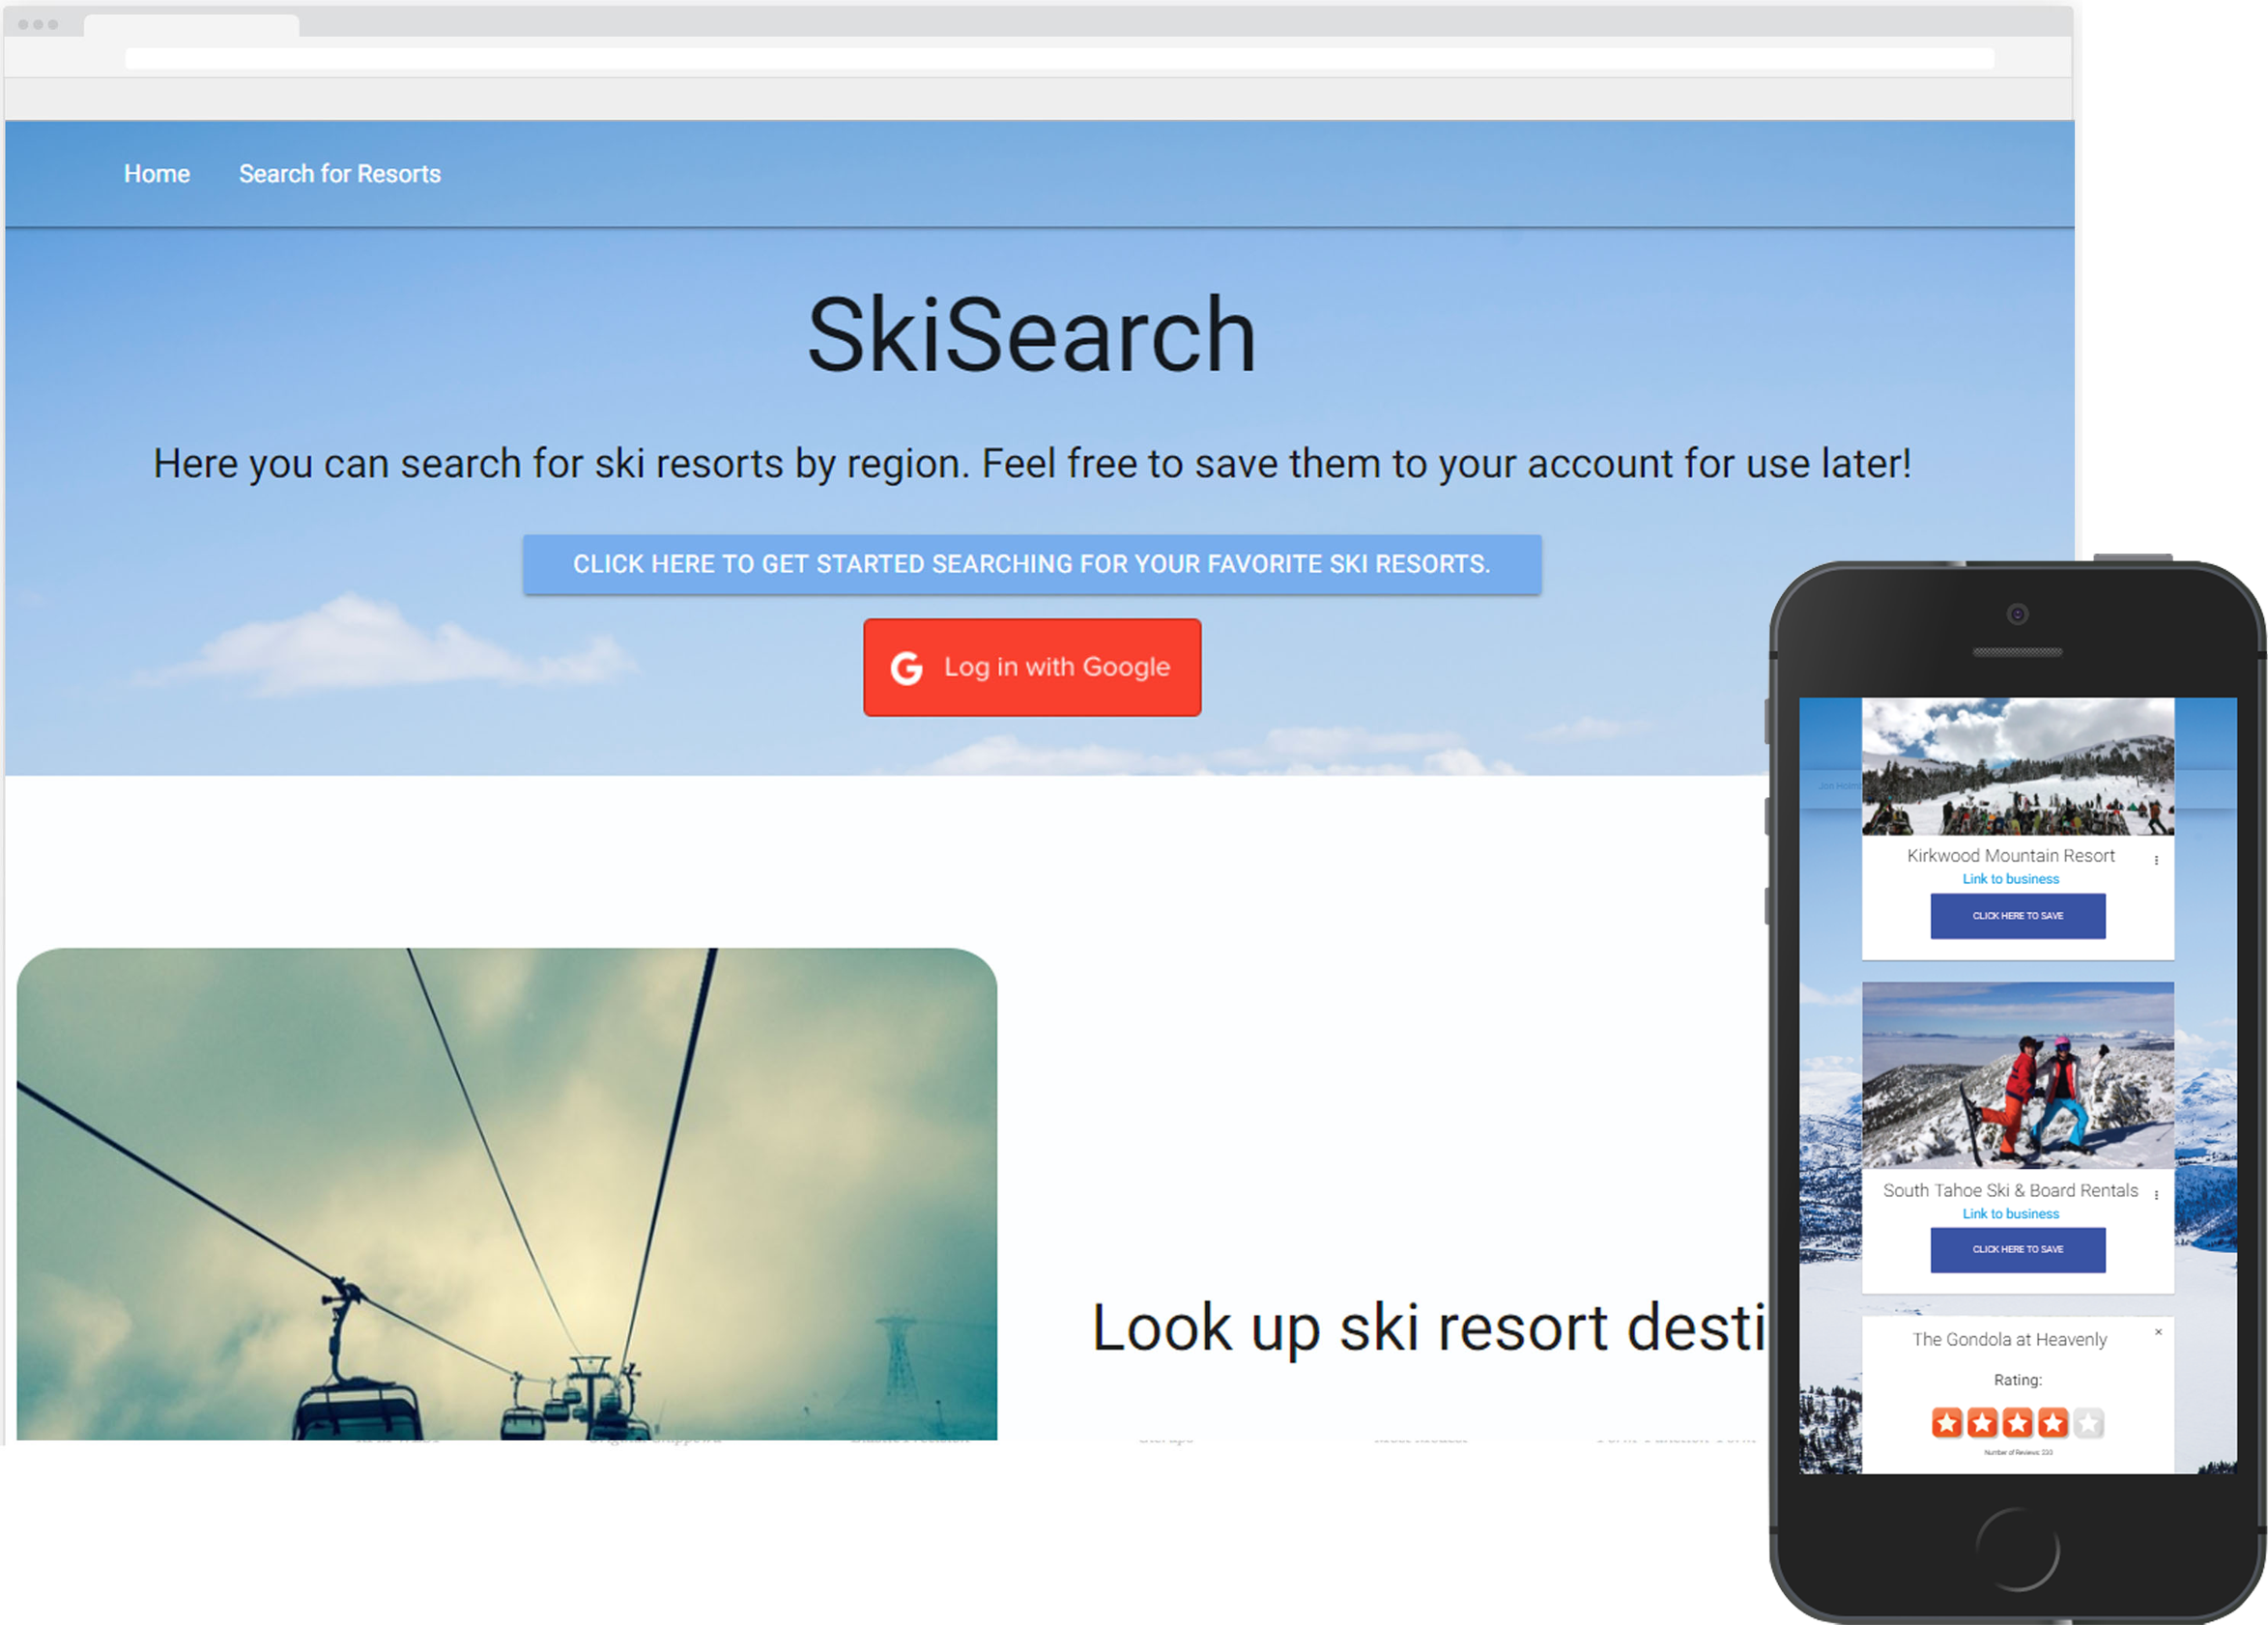 Home Search for Resorts
SkiSearch
Here you can search for ski resorts by region. Feel free to save them to your account for use later!
CLICK HERE TO GET STARTED SEARCHING FOR YOUR FAVORITE SKI RESORTS.
G Log in with Google
Look up ski resort desti
Kirkwood Mountain Resort
Link to business
CLICK HERE TO SAVE
South Tahoe Ski & Board Rentals
Link to business
CLICK HERE TO SAVE
The Gondola at Heavenly
Rating:
Number of Reviews: 233